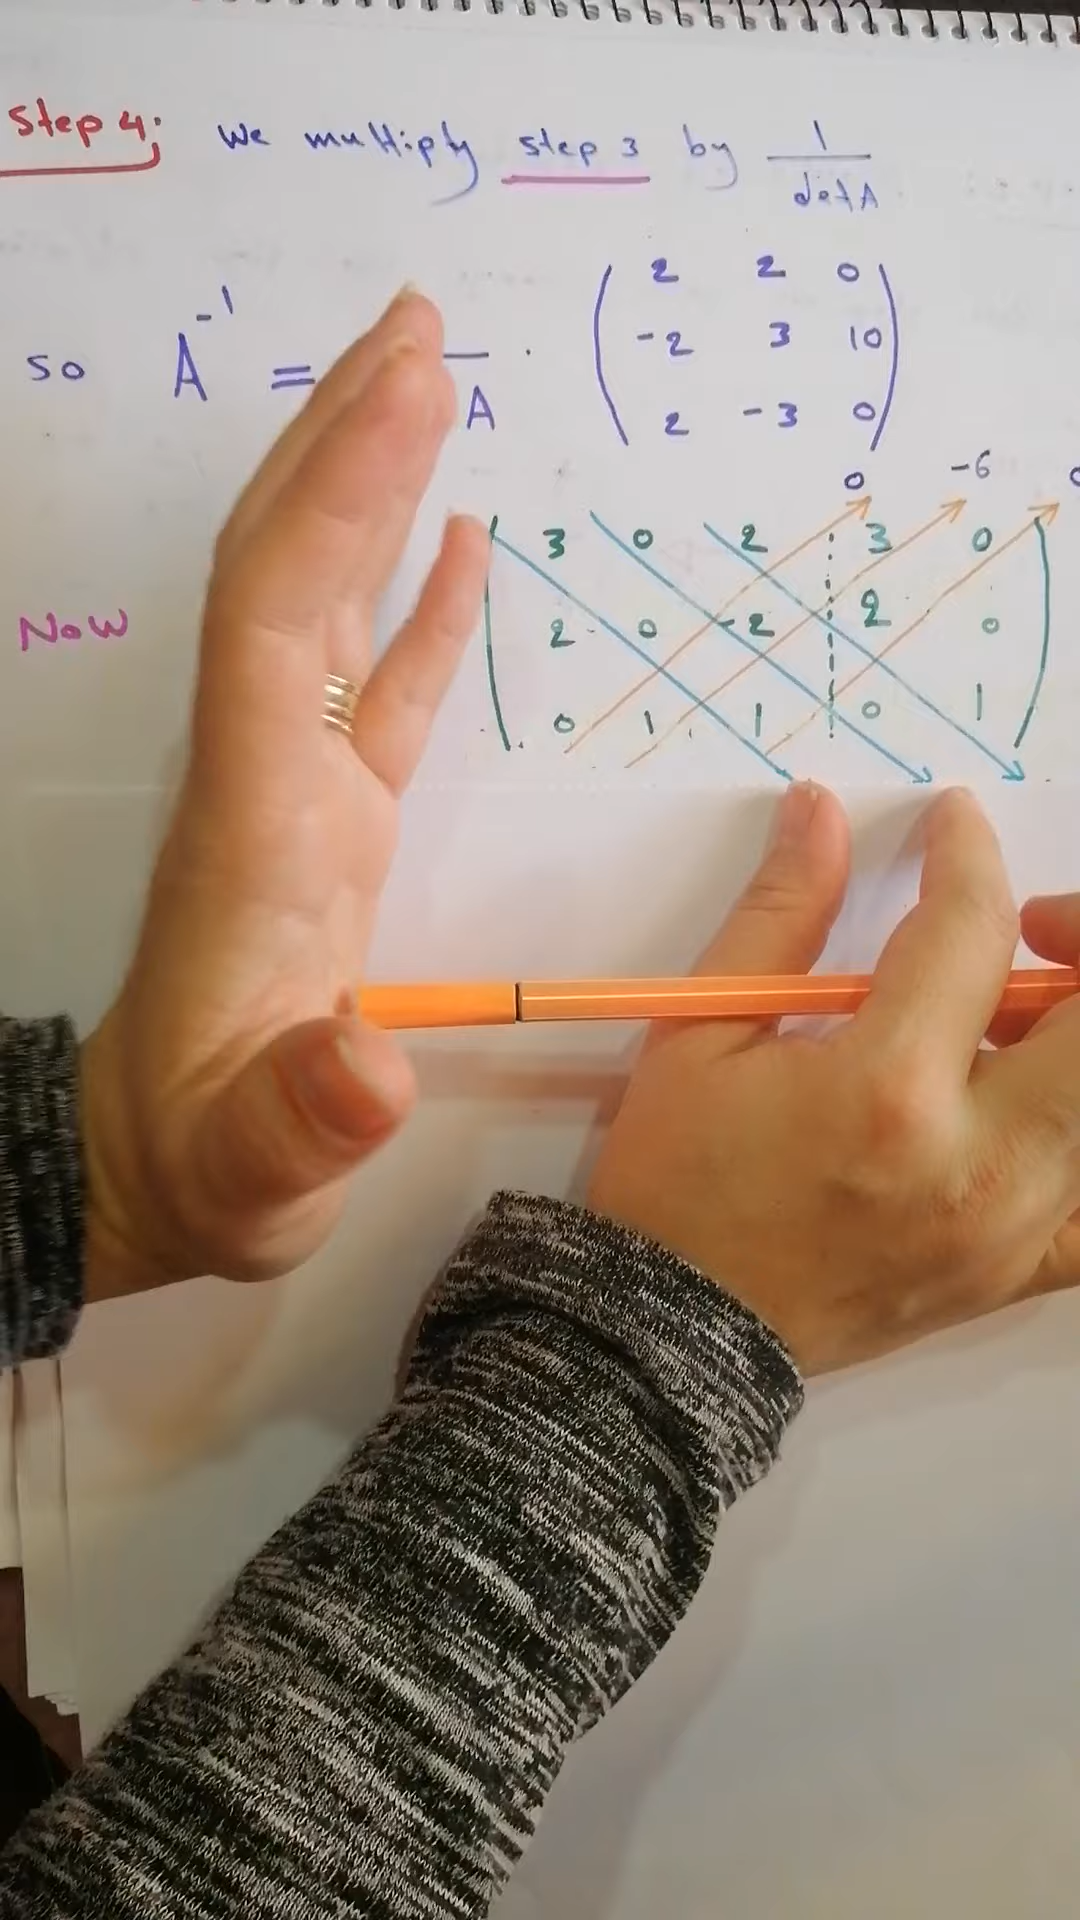 Step 4: We multiply step 3 by 1
det A
2 2 0
so A⁻¹ = · -2 3 10
A
2 -3 0
0 -6
3 0 2 3 0
Now 2 0 -2 2 0
0 1 1 0 1